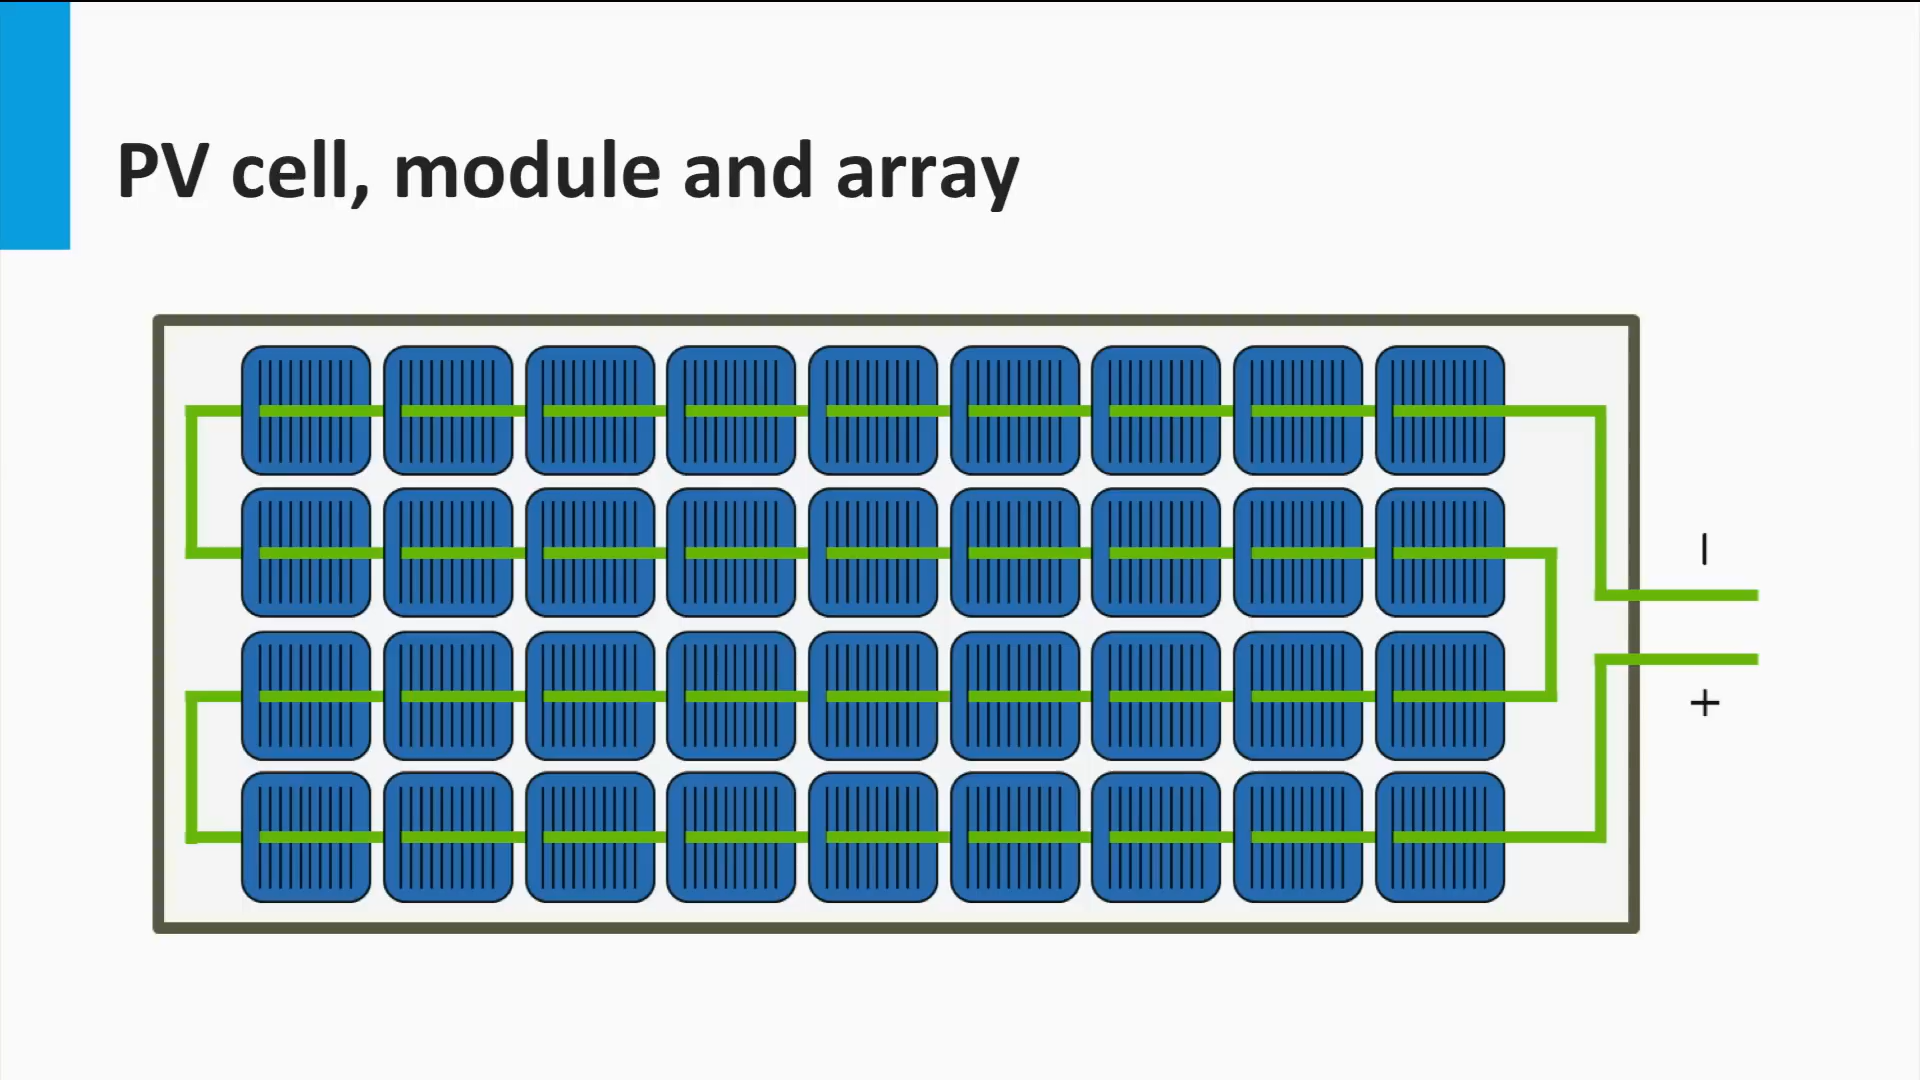 PV cell, module and array
|
+